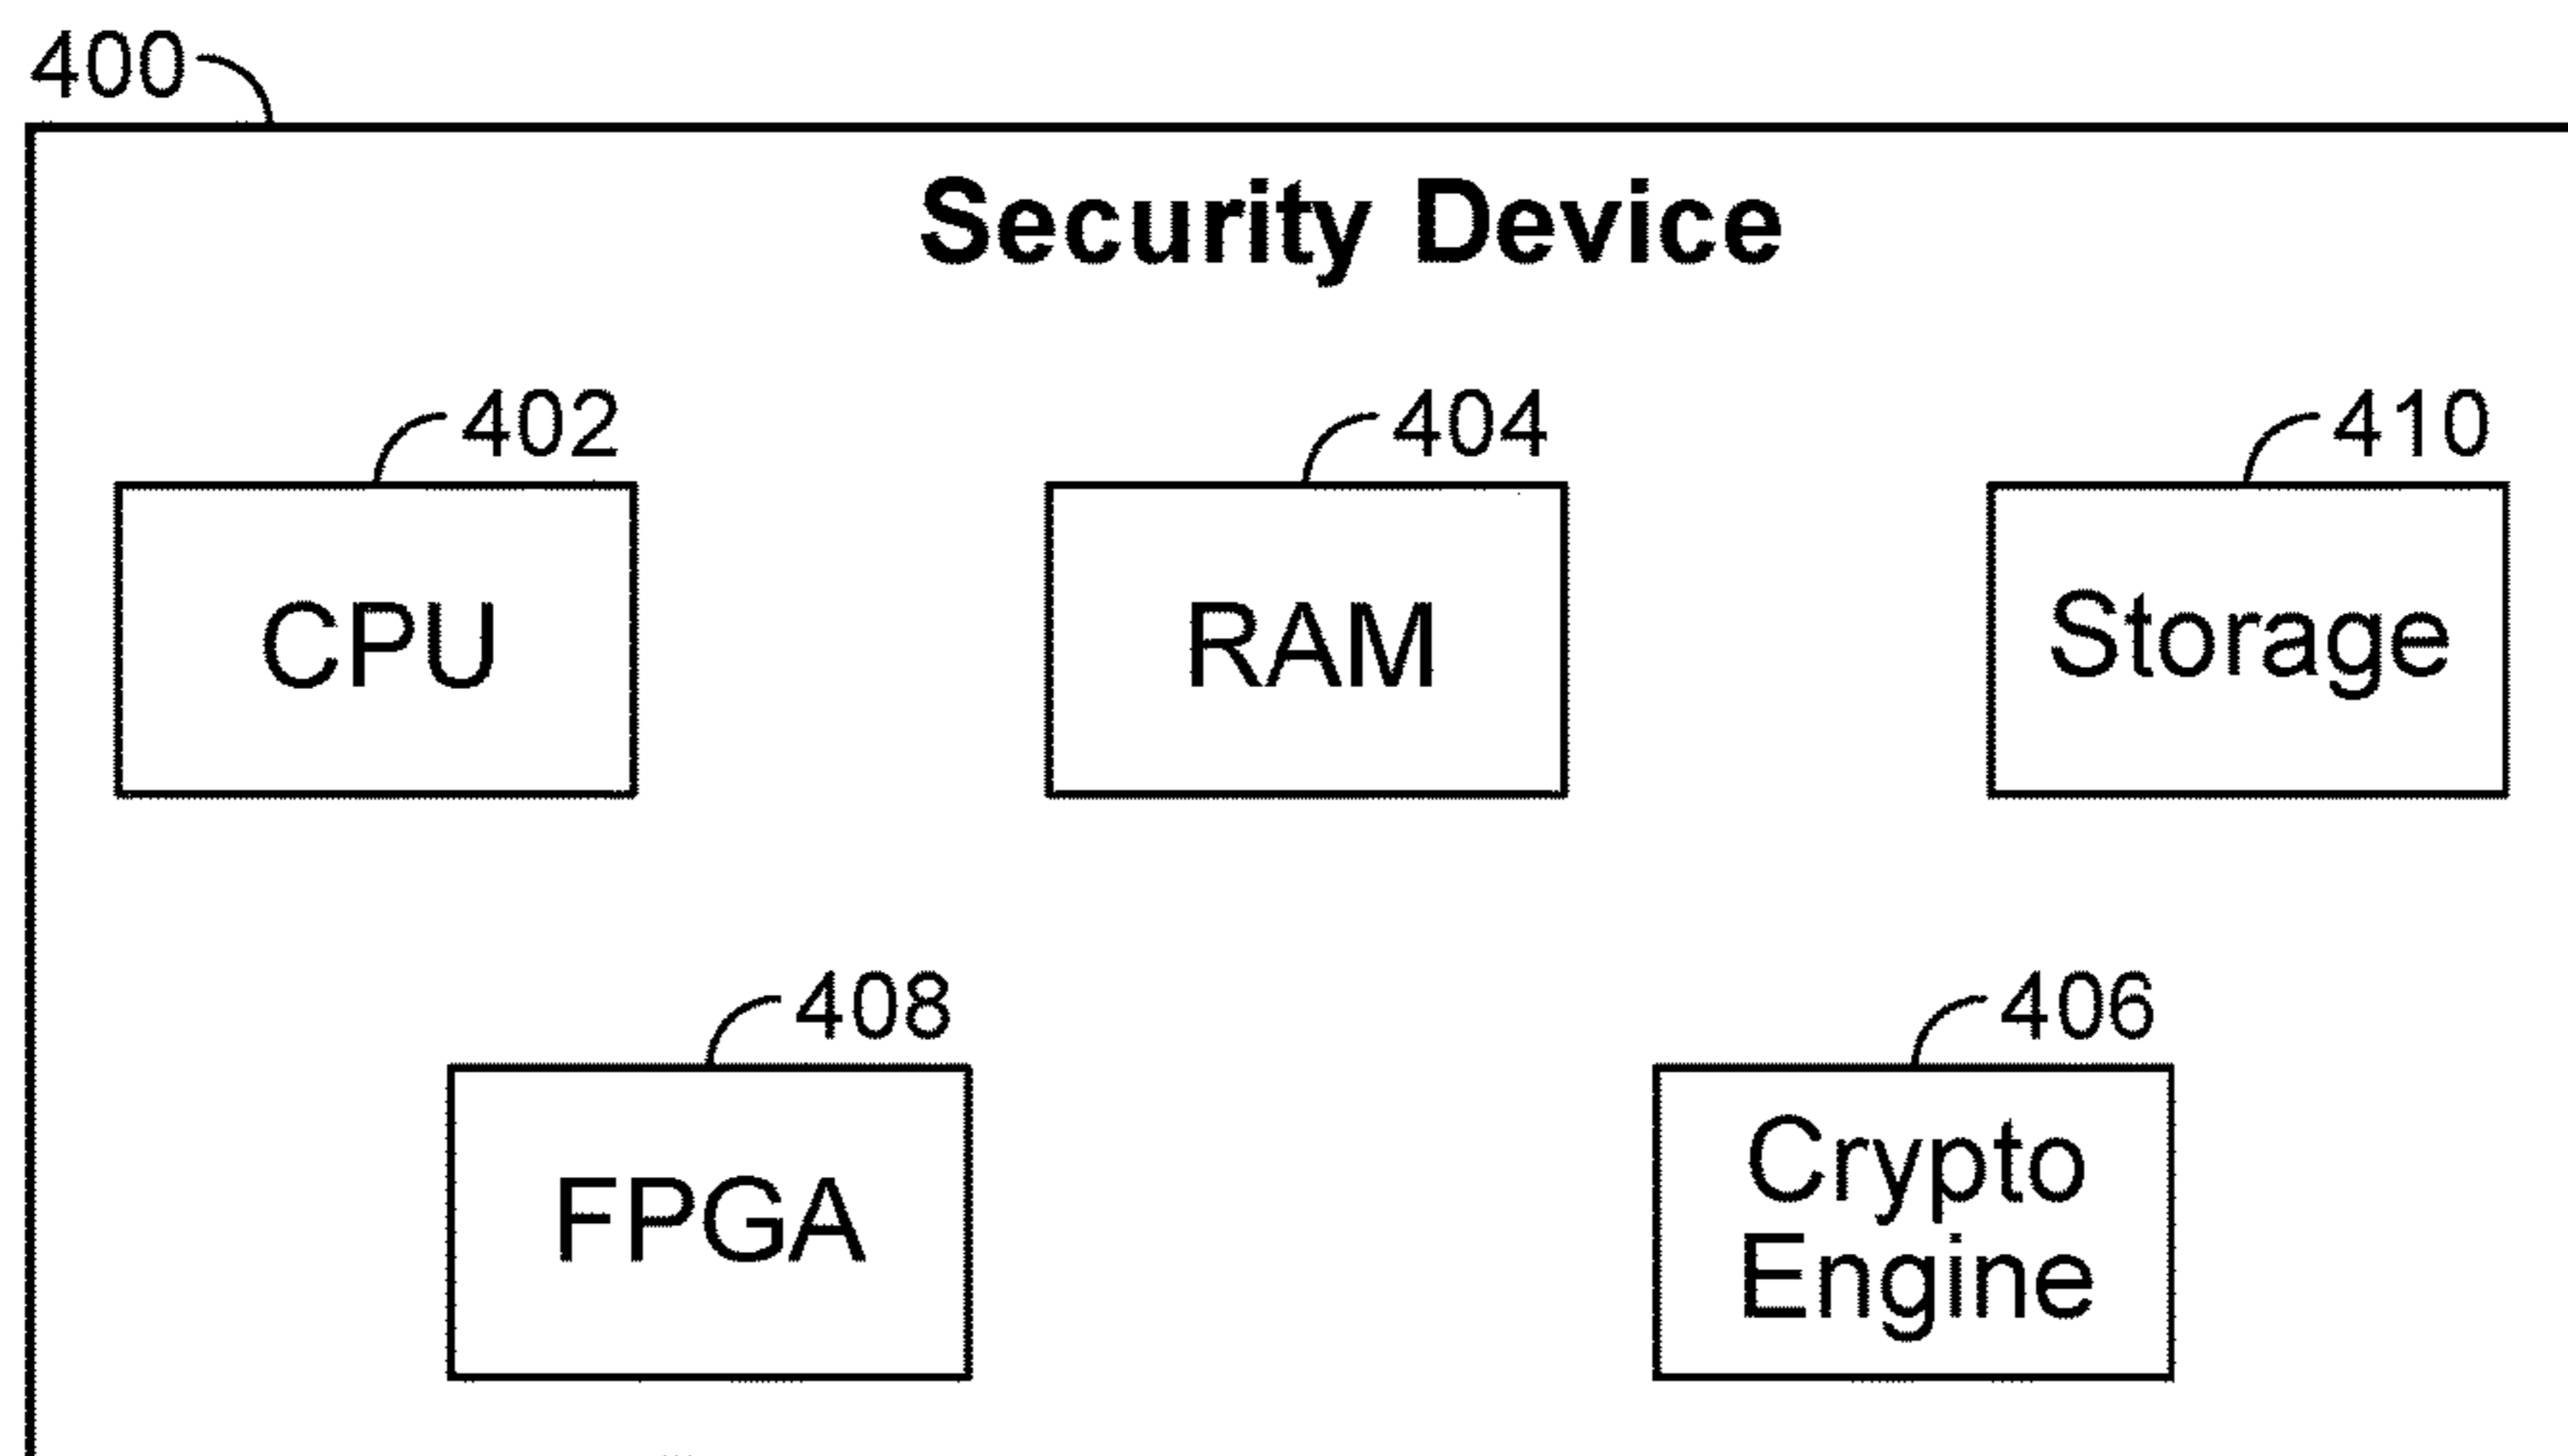 400
Security Device
402
404
410
CPU
RAM
Storage
408
406
FPGA
Crypto
Engine